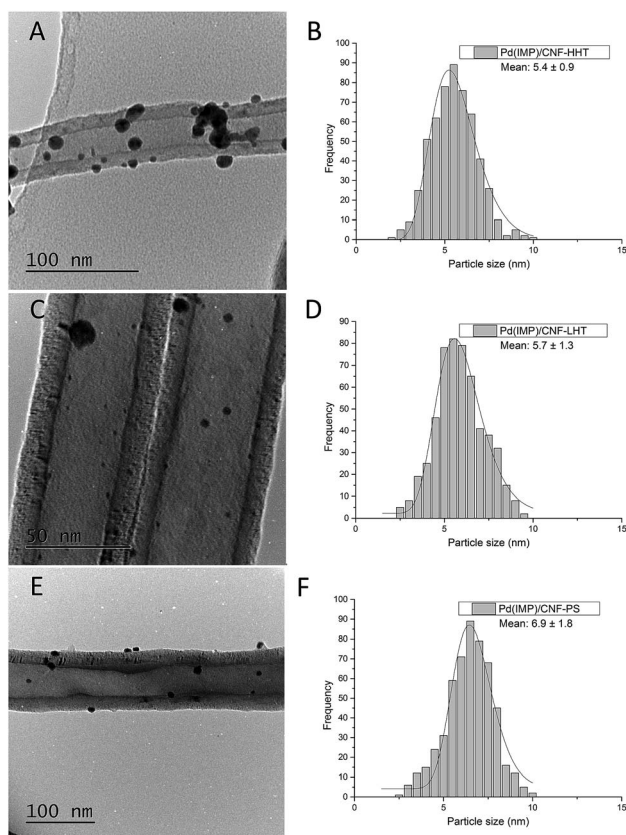 A
100 nm
B
Pd(IMP)/CNF-HHT
Mean: 5.4 ± 0.9
100
90
80
70
60
50
40
30
20
10
0
Frequency
0 5 10 15
Particle size (nm)
C
50 nm
D
Pd(IMP)/CNF-LHT
Mean: 5.7 ± 1.3
90
80
70
60
50
40
30
20
10
0
Frequency
0 5 10 15
Particle size (nm)
E
100 nm
F
Pd(IMP)/CNF-PS
Mean: 6.9 ± 1.8
100
90
80
70
60
50
40
30
20
10
0
Frequency
0 5 10 15
Particle size (nm)